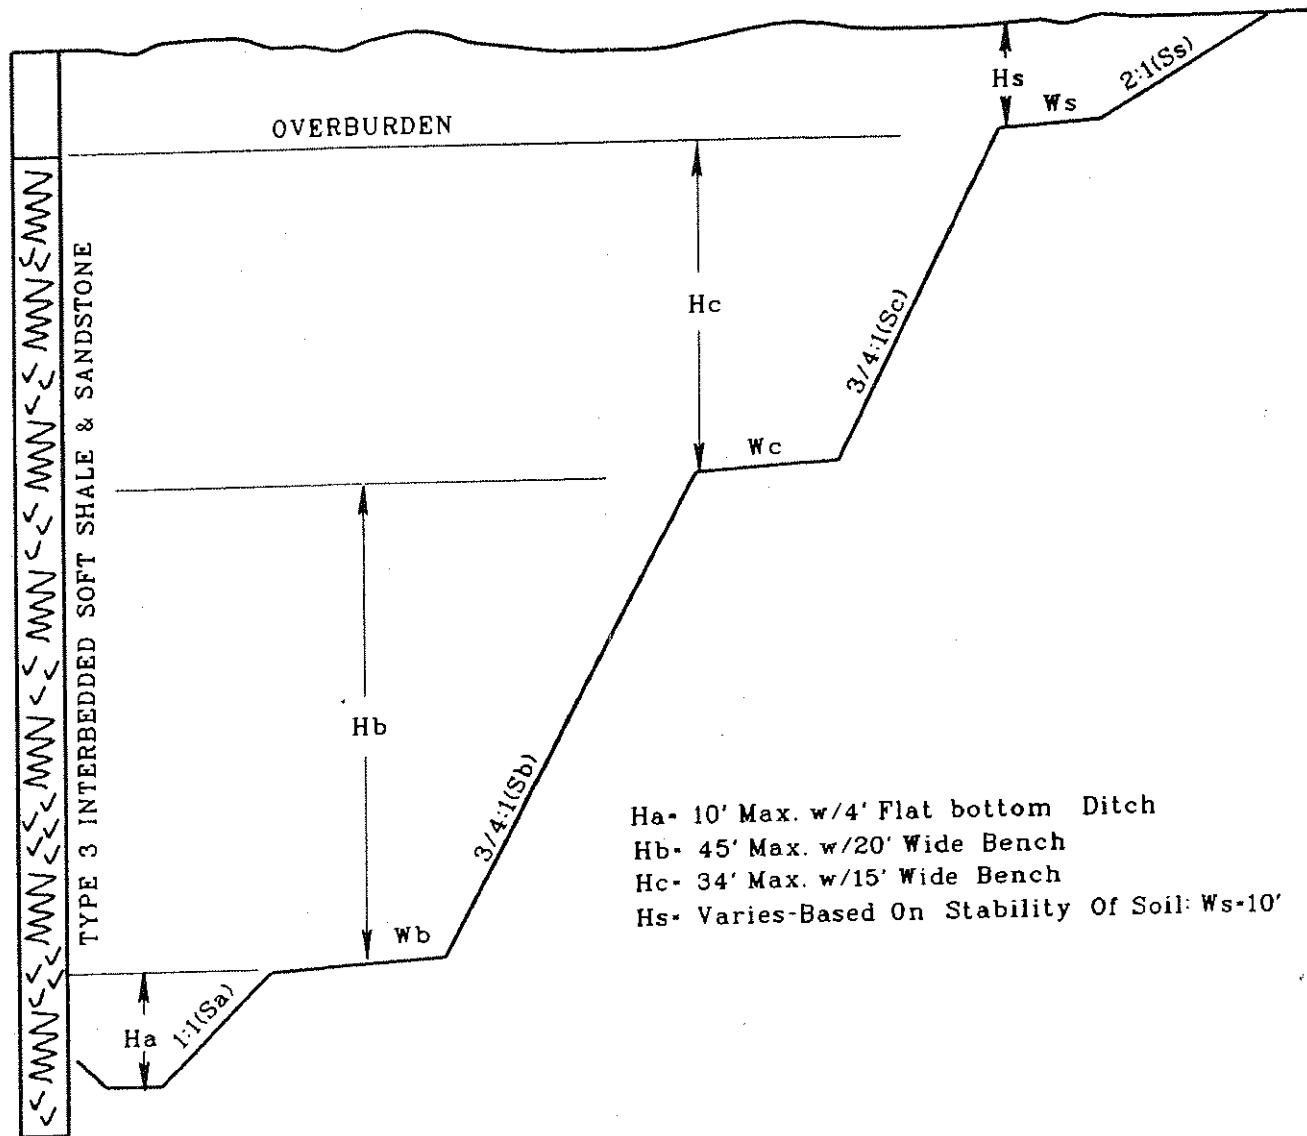 Hs
Ws
2:1(Ss)
OVERBURDEN
Hc
3/4:1(Sc)
Wc
TYPE 3 INTERBEDDED SOFT SHALE & SANDSTONE
Hb
3/4:1(Sb)
Wb
Ha- 10' Max. w/4' Flat bottom Ditch
Hb- 45' Max. w/20' Wide Bench
Hc- 34' Max. w/15' Wide Bench
Hs- Varies-Based On Stability Of Soil: Ws-10'
Ha
1:1(Sa)